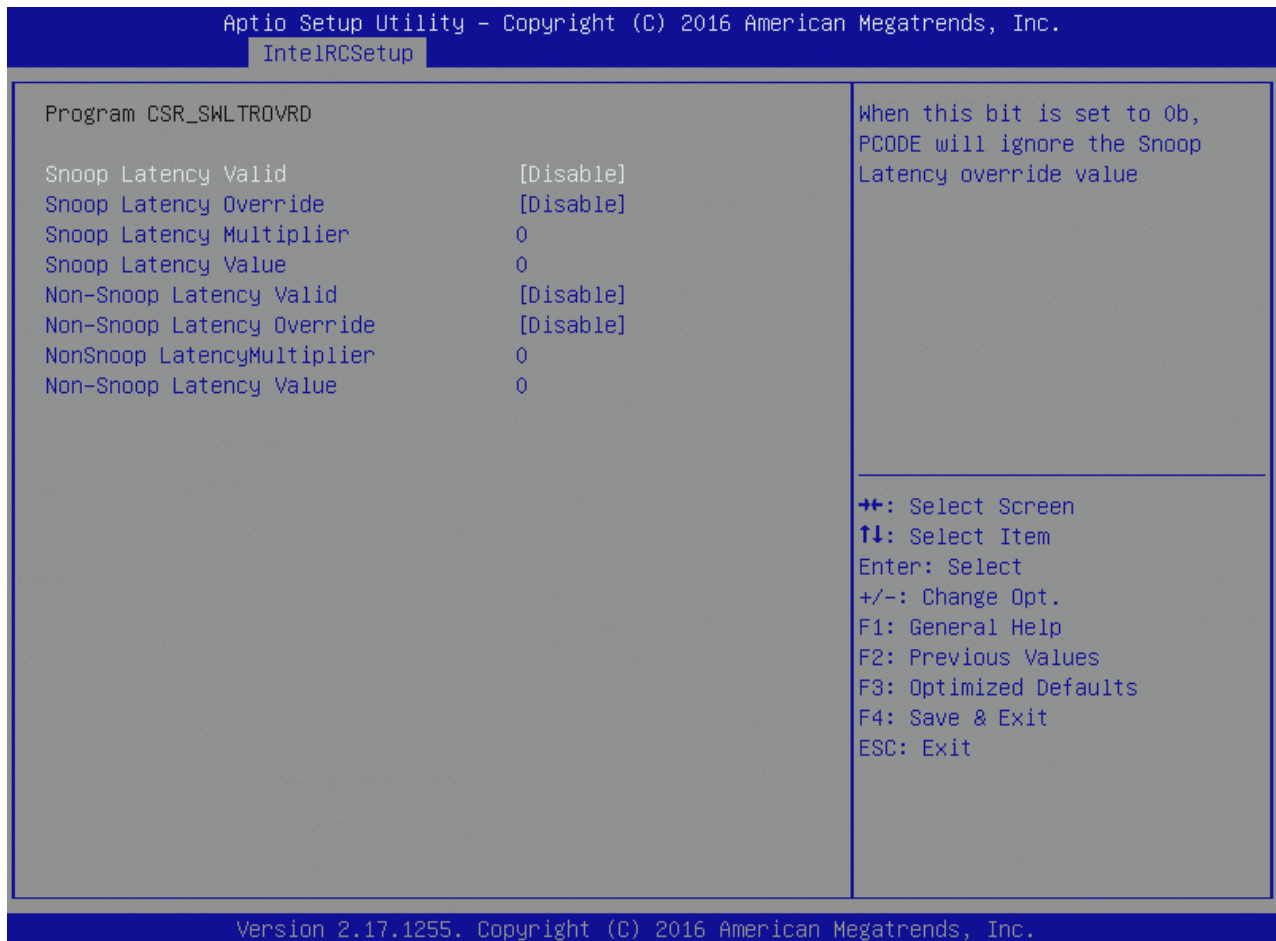 Aptio Setup Utility – Copyright (C) 2016 American Megatrends, Inc.
IntelRCSetup
Program CSR_SWLTROVRD
Snoop Latency Valid [Disable]
Snoop Latency Override [Disable]
Snoop Latency Multiplier 0
Snoop Latency Value 0
Non-Snoop Latency Valid [Disable]
Non-Snoop Latency Override [Disable]
NonSnoop LatencyMultiplier 0
Non-Snoop Latency Value 0
When this bit is set to 0b,
PCODE will ignore the Snoop
Latency override value
→←: Select Screen
↑↓: Select Item
Enter: Select
+/-: Change Opt.
F1: General Help
F2: Previous Values
F3: Optimized Defaults
F4: Save & Exit
ESC: Exit
Version 2.17.1255. Copyright (C) 2016 American Megatrends, Inc.